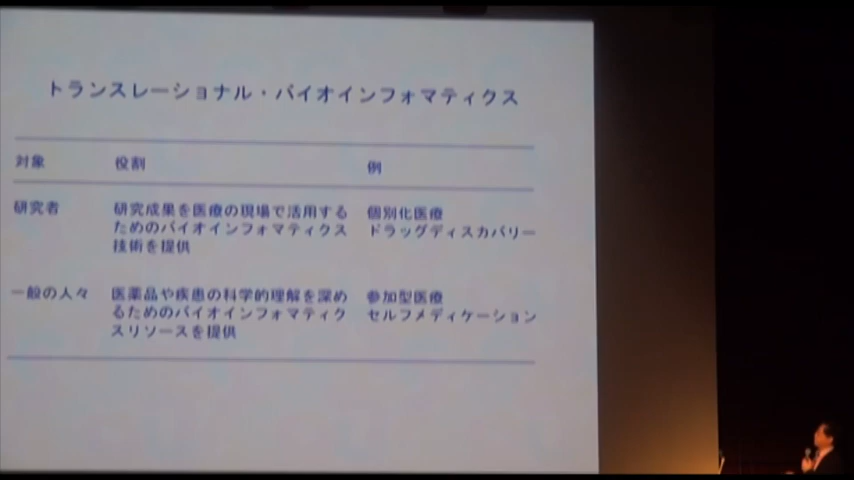 トランスレーショナル・バイオインフォマティクス
対象 役割 例
研究者 研究成果を医療の現場で活用する 個別化医療
ためのバイオインフォマティクス ドラッグディスカバリー
技術を提供
一般の人々 医薬品や疾患の科学的理解を深め 参加型医療
るためのバイオインフォマティク セルフメディケーション
スリソースを提供